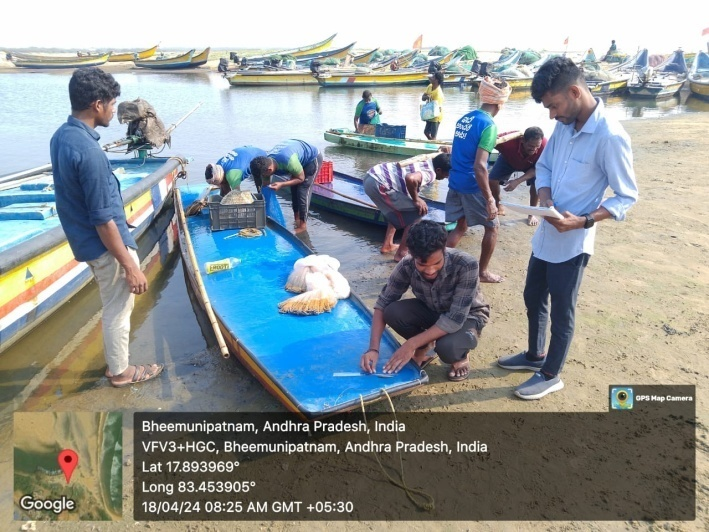 GPS Map Camera
Google
Bheemunipatnam, Andhra Pradesh, India
VFV3+HGC, Bheemunipatnam, Andhra Pradesh, India
Lat 17.893969°
Long 83.453905°
18/04/24 08:25 AM GMT +05:30